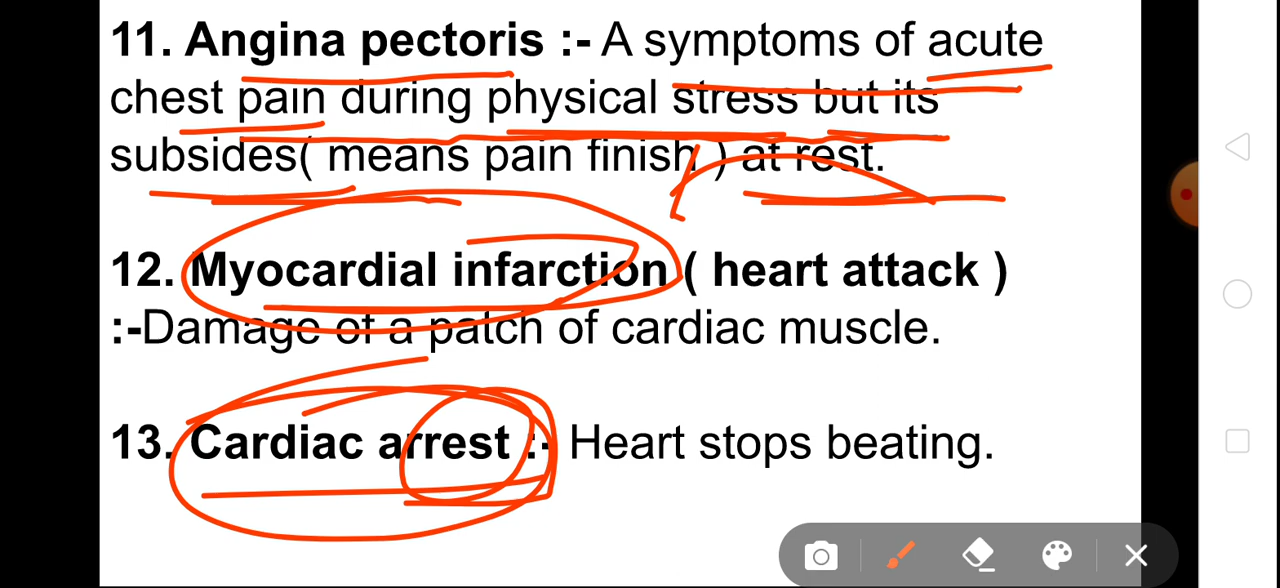 11. Angina pectoris :- A symptoms of acute
chest pain during physical stress but its
subsides( means pain finish ) at rest.
12. Myocardial infarction ( heart attack )
:-Damage of a patch of cardiac muscle.
13. Cardiac arrest :- Heart stops beating.